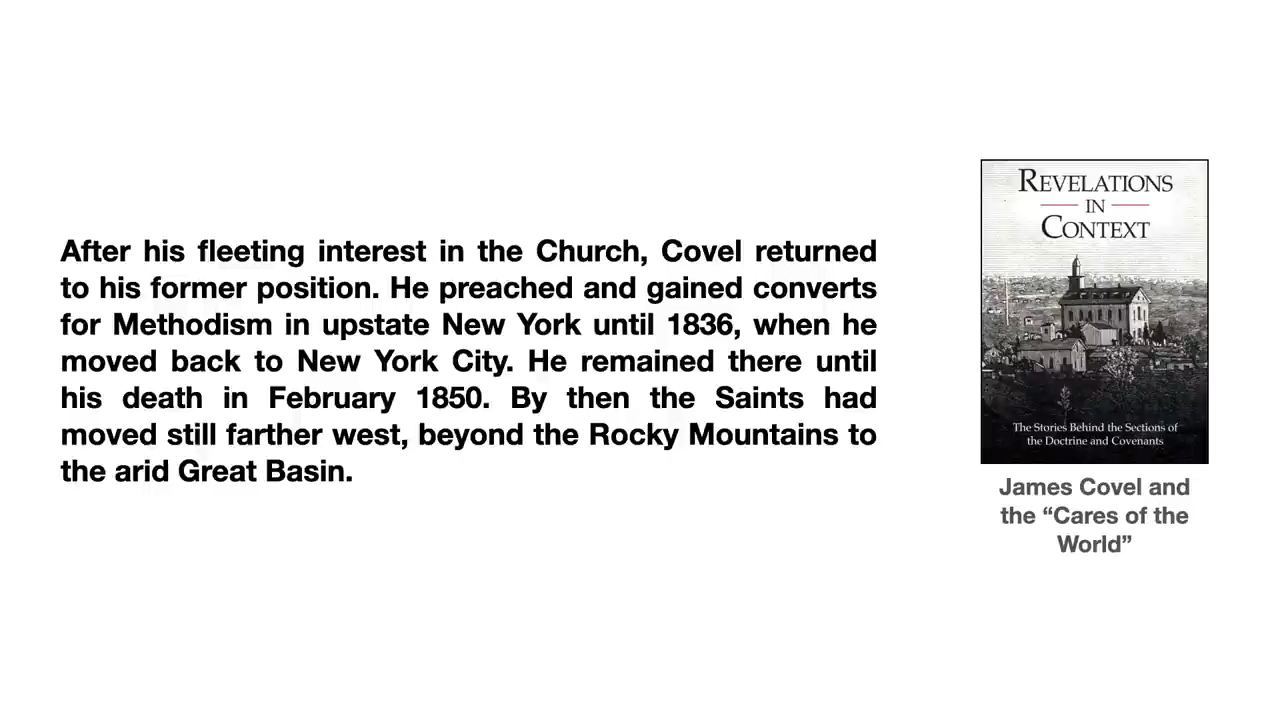 After his fleeting interest in the Church, Covel returned
to his former position. He preached and gained converts
for Methodism in upstate New York until 1836, when he
moved back to New York City. He remained there until
his death in February 1850. By then the Saints had
moved still farther west, beyond the Rocky Mountains to
the arid Great Basin.
REVELATIONS
IN
CONTEXT
The Stories Behind the Sections of
the Doctrine and Covenants
James Covel and
the “Cares of the
World”